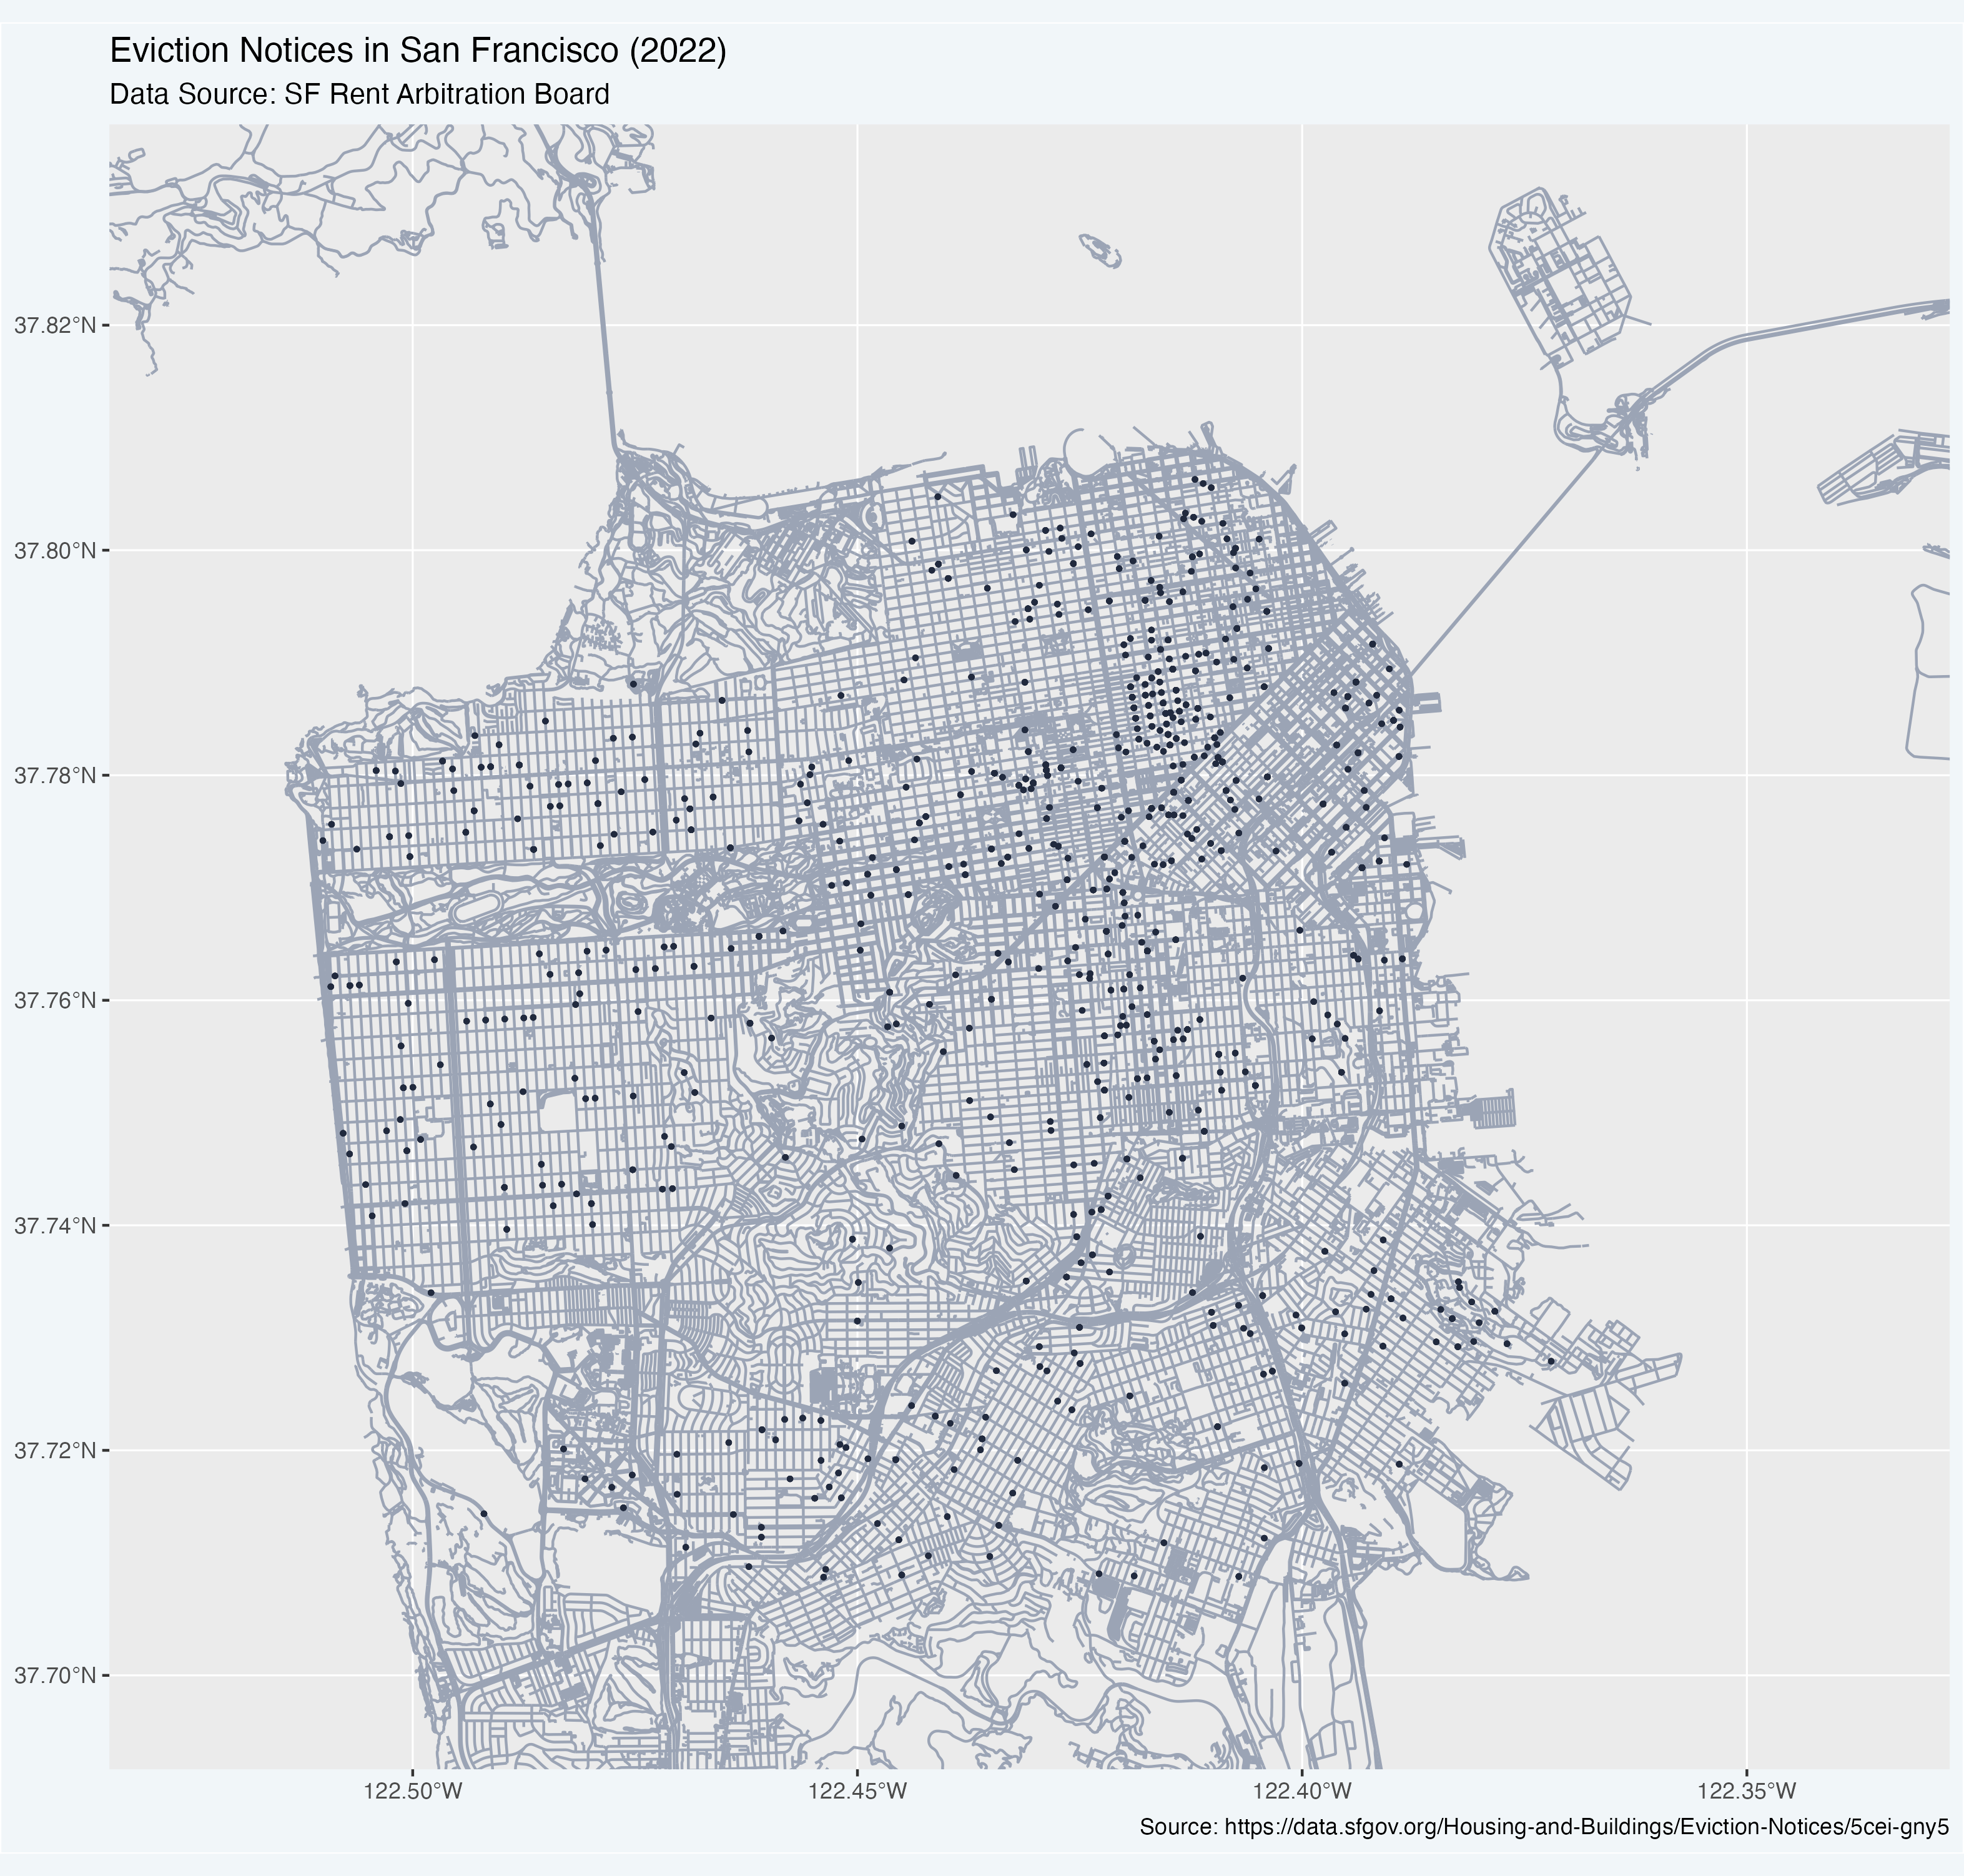 Eviction Notices in San Francisco (2022)
Data Source: SF Rent Arbitration Board
37.82°N
37.80°N
37.78°N
37.76°N
37.74°N
37.72°N
37.70°N
122.50°W
122.45°W
122.40°W
122.35°W
Source: https://data.sfgov.org/Housing-and-Buildings/Eviction-Notices/5cei-gny5